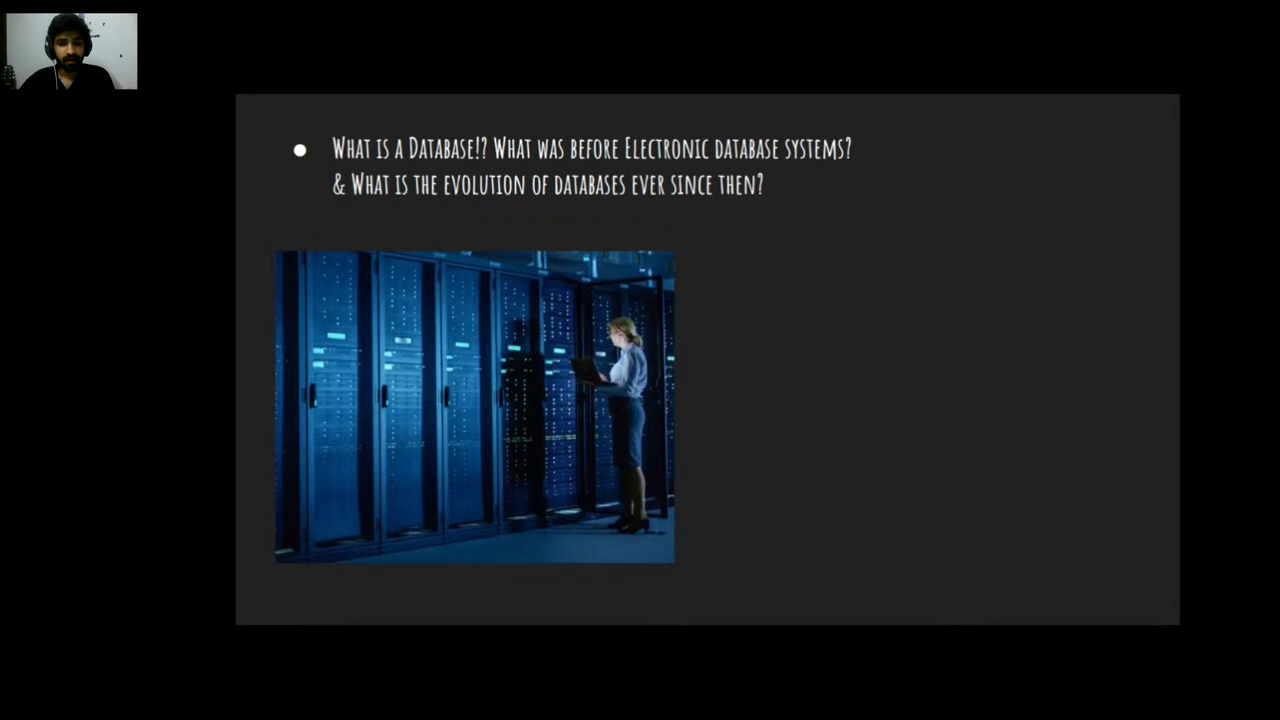 What is a Database!? What was before Electronic database systems?
& What is the evolution of databases ever since then?